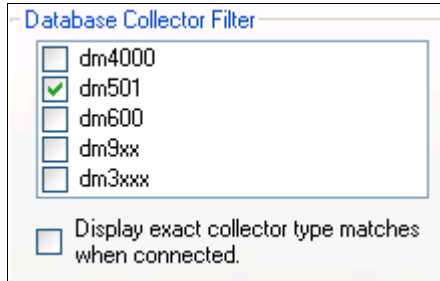 Database Collector Filter
dm4000
dm501
dm600
dm9xx
dm3xxx
Display exact collector type matches
when connected.